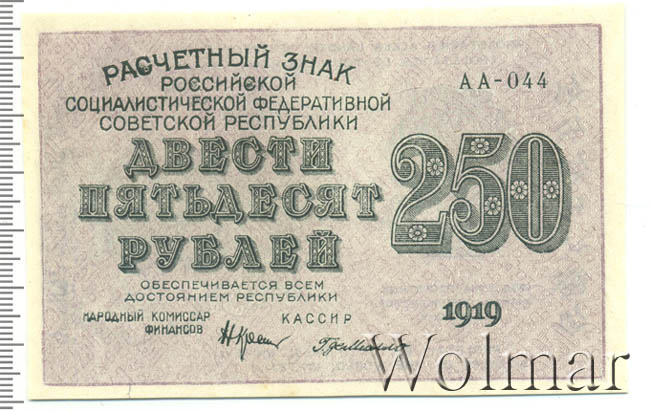 РАСЧЕТНЫЙ ЗНАК
РОССИЙСКОЙ
СОЦИАЛИСТИЧЕСКОЙ ФЕДЕРАТИВНОЙ
СОВЕТСКОЙ РЕСПУБЛИКИ
АА-044
ДВЕСТИ
ПЯТЬДЕСЯТ
РУБЛЕЙ
250
ОБЕСПЕЧИВАЕТСЯ ВСЕМ
ДОСТОЯНИЕМ РЕСПУБЛИКИ
НАРОДНЫЙ КОМИССАР
ФИНАНСОВ
КАССИР
1919
Wolmar